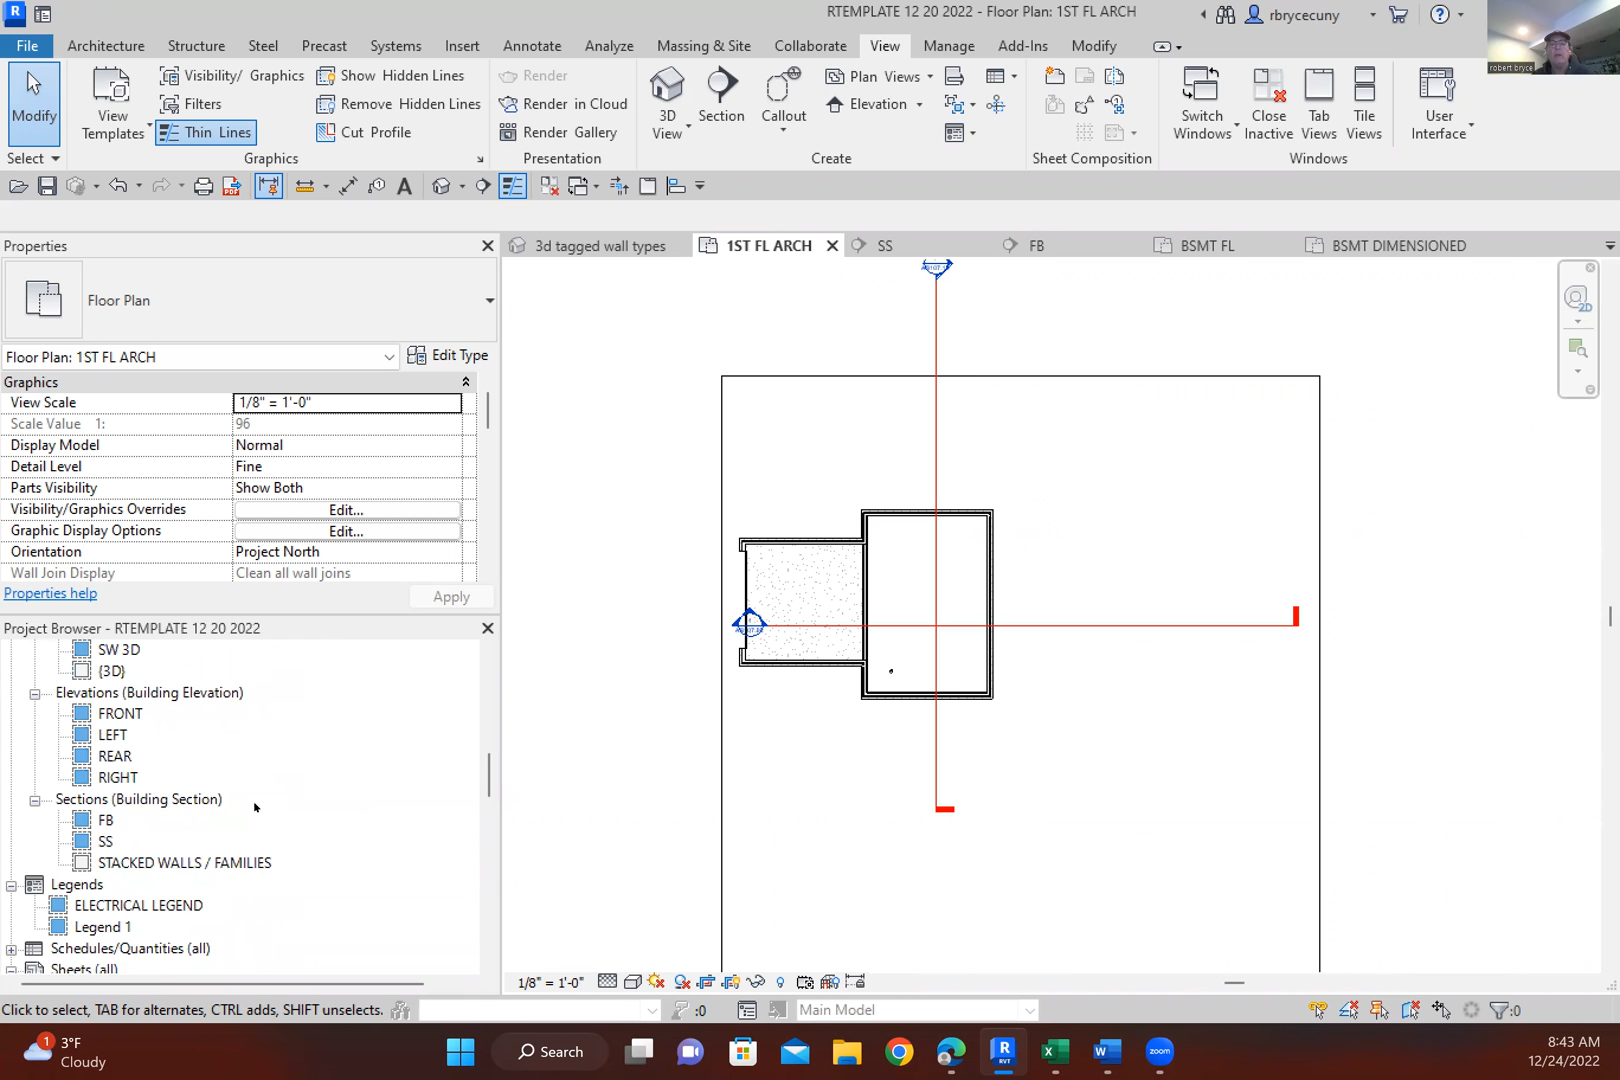 RTEMPLATE 12 20 2022 - Floor Plan: 1ST FL ARCH
rbrycecuny
robert bryce
File Architecture Structure Steel Precast Systems Insert Annotate Analyze Massing & Site Collaborate View Manage Add-Ins Modify
Modify
Select
View Templates
Visibility/ Graphics
Filters
Thin Lines
Show Hidden Lines
Remove Hidden Lines
Cut Profile
Graphics
Render
Render in Cloud
Render Gallery
Presentation
3D View
Section
Callout
Plan Views
Elevation
Create
Sheet Composition
Switch Windows
Close Inactive
Tab Views
Tile Views
Windows
User Interface
PDF
A
Properties
3d tagged wall types
1ST FL ARCH
SS
FB
BSMT FL
BSMT DIMENSIONED
Floor Plan
Floor Plan: 1ST FL ARCH
Edit Type
Graphics
View Scale 1/8" = 1'-0"
Scale Value 1: 96
Display Model Normal
Detail Level Fine
Parts Visibility Show Both
Visibility/Graphics Overrides Edit...
Graphic Display Options Edit...
Orientation Project North
Wall Join Display Clean all wall joins
Properties help
Apply
2D
Project Browser - RTEMPLATE 12 20 2022
SW 3D
{3D}
Elevations (Building Elevation)
FRONT
LEFT
REAR
RIGHT
Sections (Building Section)
FB
SS
STACKED WALLS / FAMILIES
Legends
ELECTRICAL LEGEND
Legend 1
Schedules/Quantities (all)
Sheets (all)
1/8" = 1'-0"
Click to select, TAB for alternates, CTRL adds, SHIFT unselects.
:0
Main Model
:0
1
3°F
Cloudy
Search
R
RVT
zoom
8:43 AM
12/24/2022